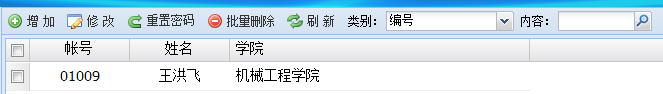 增 加 修 改 重置密码 批量删除 刷 新 类别: 编号 内容:
帐号 姓名 学院
01009 王洪飞 机械工程学院